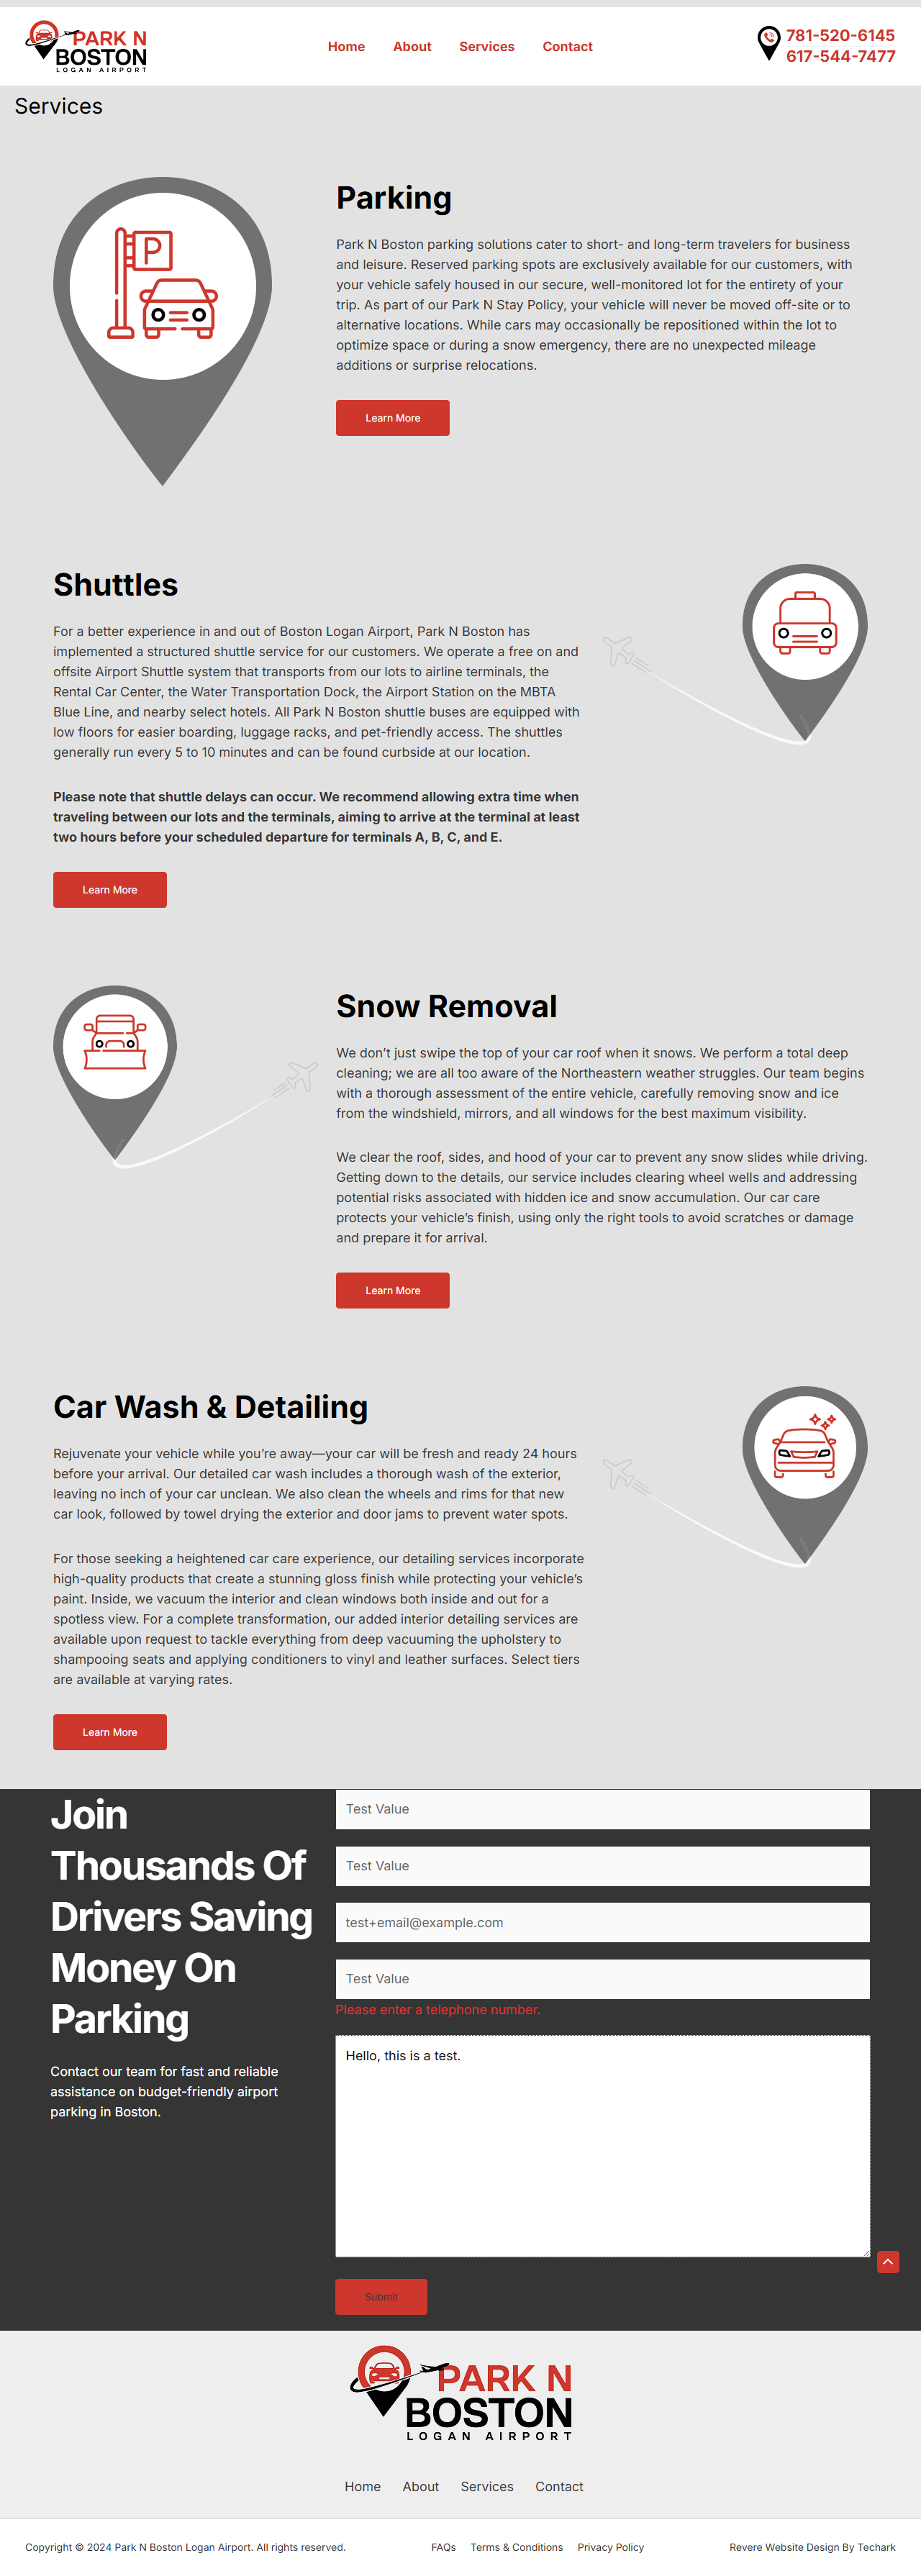 PARK N
BOSTON
LOGAN AIRPORT
Home About Services Contact
781-520-6145
617-544-7477
Services
P
Parking
Park N Boston parking solutions cater to short- and long-term travelers for business
and leisure. Reserved parking spots are exclusively available for our customers, with
your vehicle safely housed in our secure, well-monitored lot for the entirety of your
trip. As part of our Park N Stay Policy, your vehicle will never be moved off-site or to
alternative locations. While cars may occasionally be repositioned within the lot to
optimize space or during a snow emergency, there are no unexpected mileage
additions or surprise relocations.
Learn More
Shuttles
For a better experience in and out of Boston Logan Airport, Park N Boston has
implemented a structured shuttle service for our customers. We operate a free on and
offsite Airport Shuttle system that transports from our lots to airline terminals, the
Rental Car Center, the Water Transportation Dock, the Airport Station on the MBTA
Blue Line, and nearby select hotels. All Park N Boston shuttle buses are equipped with
low floors for easier boarding, luggage racks, and pet-friendly access. The shuttles
generally run every 5 to 10 minutes and can be found curbside at our location.
Please note that shuttle delays can occur. We recommend allowing extra time when
traveling between our lots and the terminals, aiming to arrive at the terminal at least
two hours before your scheduled departure for terminals A, B, C, and E.
Learn More
Snow Removal
We don’t just swipe the top of your car roof when it snows. We perform a total deep
cleaning; we are all too aware of the Northeastern weather struggles. Our team begins
with a thorough assessment of the entire vehicle, carefully removing snow and ice
from the windshield, mirrors, and all windows for the best maximum visibility.
We clear the roof, sides, and hood of your car to prevent any snow slides while driving.
Getting down to the details, our service includes clearing wheel wells and addressing
potential risks associated with hidden ice and snow accumulation. Our car care
protects your vehicle’s finish, using only the right tools to avoid scratches or damage
and prepare it for arrival.
Learn More
Car Wash & Detailing
Rejuvenate your vehicle while you’re away—your car will be fresh and ready 24 hours
before your arrival. Our detailed car wash includes a thorough wash of the exterior,
leaving no inch of your car unclean. We also clean the wheels and rims for that new
car look, followed by towel drying the exterior and door jams to prevent water spots.
For those seeking a heightened car care experience, our detailing services incorporate
high-quality products that create a stunning gloss finish while protecting your vehicle’s
paint. Inside, we vacuum the interior and clean windows both inside and out for a
spotless view. For a complete transformation, our added interior detailing services are
available upon request to tackle everything from deep vacuuming the upholstery to
shampooing seats and applying conditioners to vinyl and leather surfaces. Select tiers
are available at varying rates.
Learn More
Join
Thousands Of
Drivers Saving
Money On
Parking
Contact our team for fast and reliable
assistance on budget-friendly airport
parking in Boston.
Test Value
Test Value
test+email@example.com
Test Value
Please enter a telephone number.
Hello, this is a test.
Submit
PARK N
BOSTON
LOGAN AIRPORT
Home About Services Contact
Copyright © 2024 Park N Boston Logan Airport. All rights reserved. FAQs Terms & Conditions Privacy Policy Revere Website Design By Techark